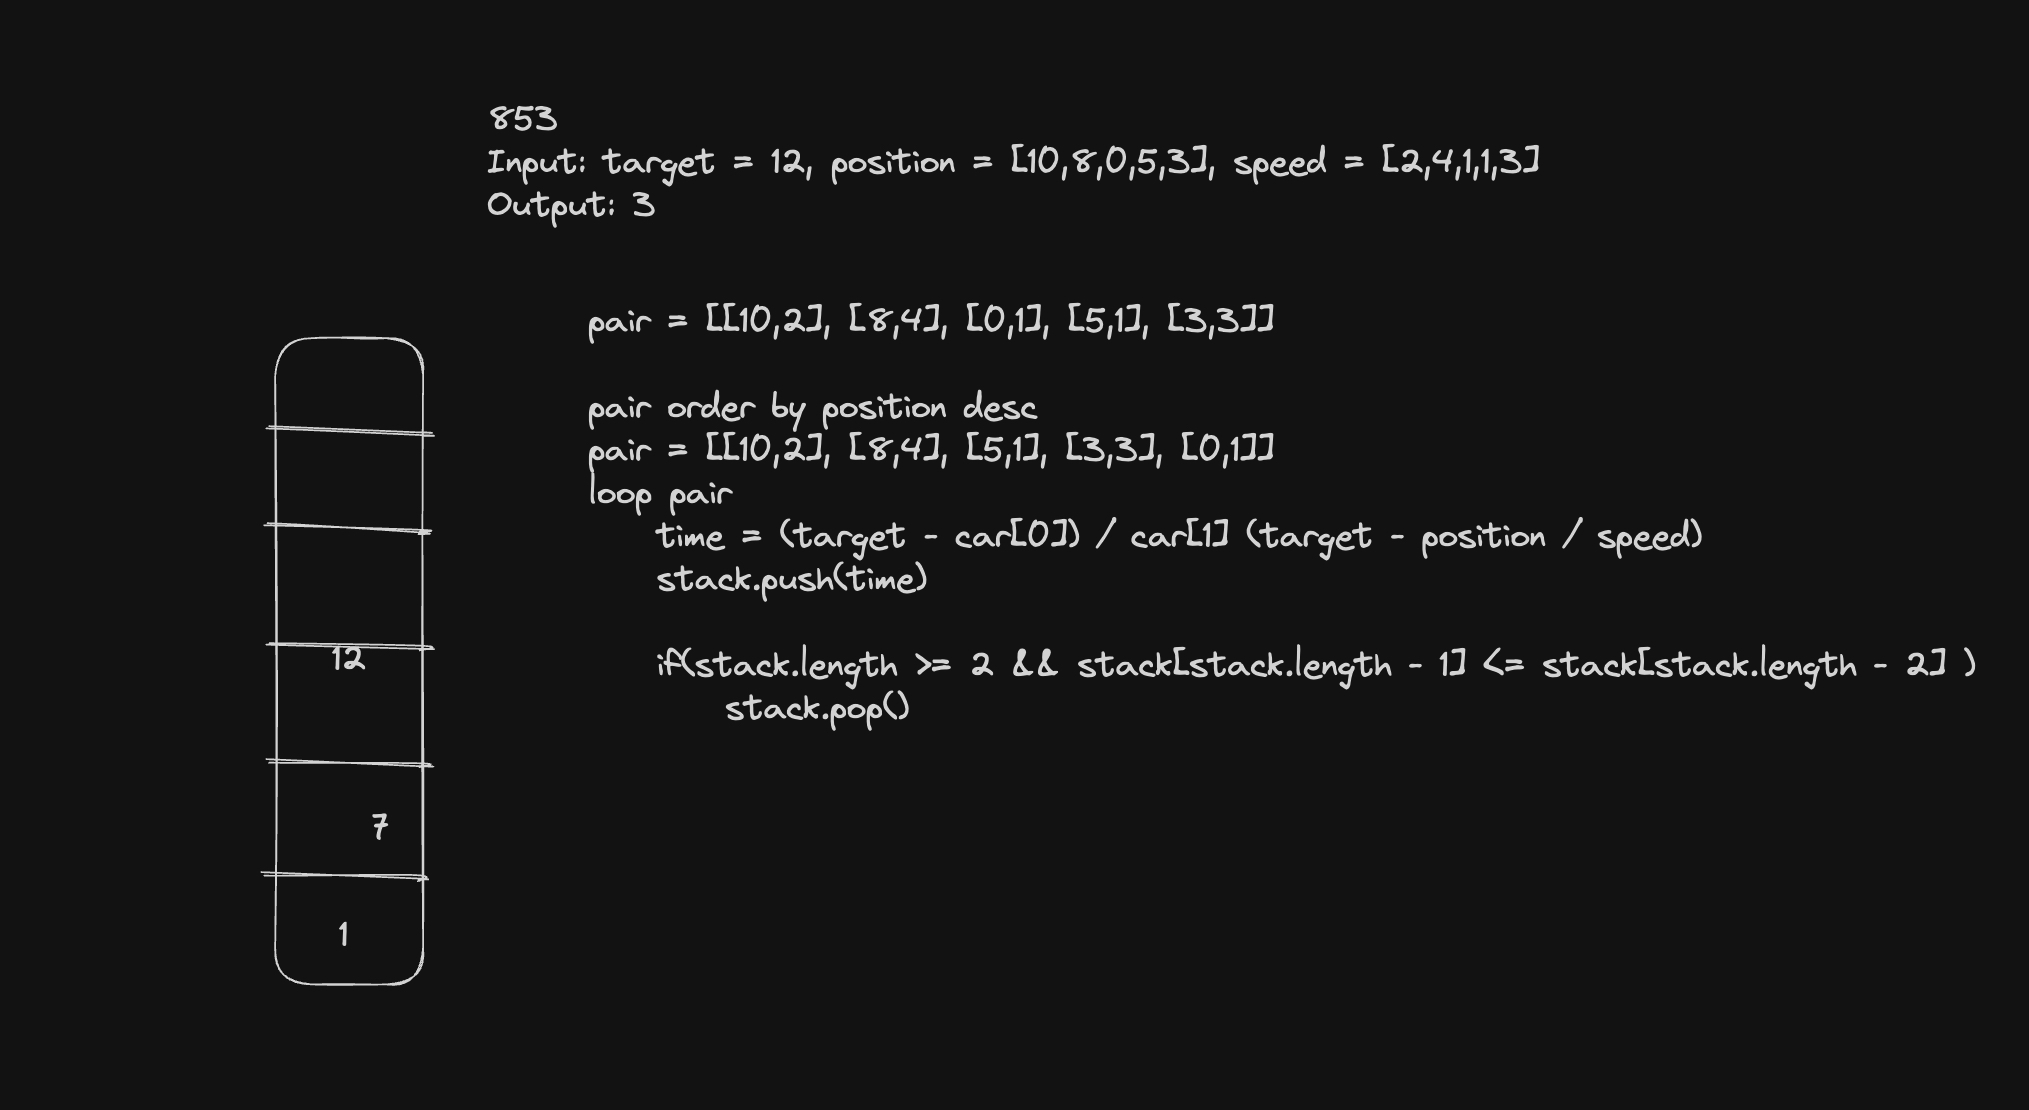 853
Input: target = 12, position = [10,8,0,5,3], speed = [2,4,1,1,3]
Output: 3
pair = [[10,2], [8,4], [0,1], [5,1], [3,3]]
pair order by position desc
pair = [[10,2], [8,4], [5,1], [3,3], [0,1]]
loop pair
time = (target - car[0]) / car[1] (target - position / speed)
stack.push(time)
if(stack.length >= 2 && stack[stack.length - 1] <= stack[stack.length - 2] )
stack.pop()
12
7
1